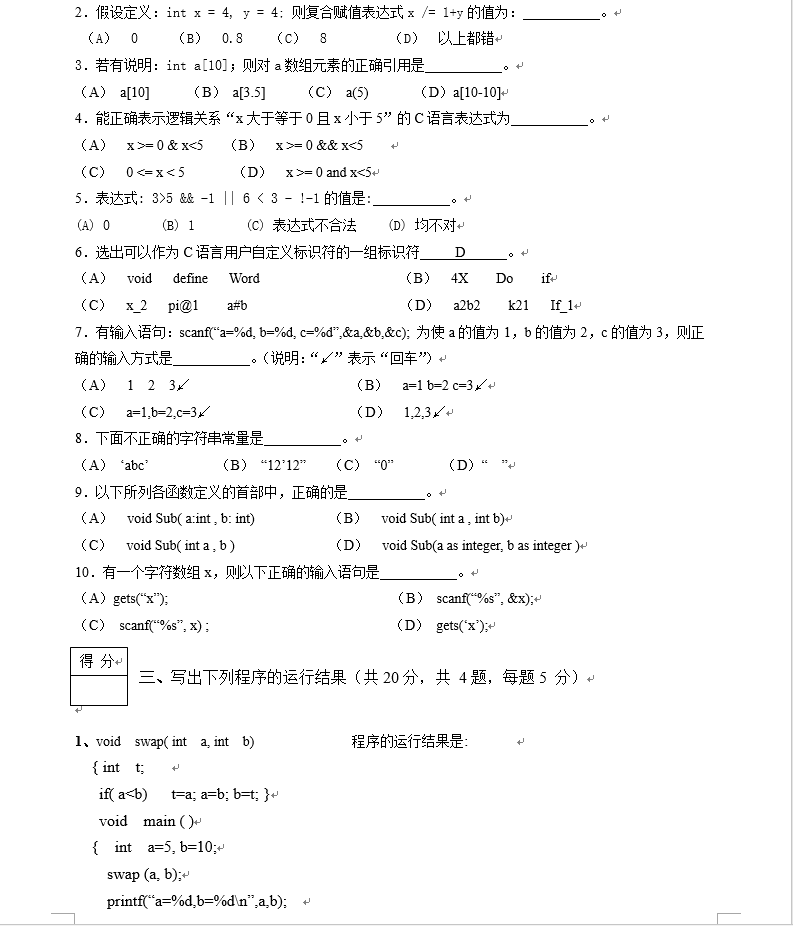 2．假设定义：int x = 4, y = 4; 则复合赋值表达式 x /= 1+y 的值为：___________。
（A） 0 （B） 0.8 （C） 8 （D） 以上都错
3．若有说明：int a[10]；则对 a 数组元素的正确引用是___________。
（A） a[10] （B） a[3.5] （C） a(5) （D）a[10-10]
4．能正确表示逻辑关系“x 大于等于 0 且 x 小于 5”的 C 语言表达式为___________。
（A） x >= 0 & x<5 （B） x >= 0 && x<5
（C） 0 <= x < 5 （D） x >= 0 and x<5
5．表达式: 3>5 && -1 || 6 < 3 - !-1 的值是:___________。
(A) 0 (B) 1 (C) 表达式不合法 (D) 均不对
6．选出可以作为 C 语言用户自定义标识符的一组标识符_____D______。
（A） void define Word （B） 4X Do if
（C） x_2 pi@1 a#b （D） a2b2 k21 If_1
7．有输入语句：scanf(“a=%d, b=%d, c=%d”,&a,&b,&c); 为使 a 的值为 1，b 的值为 2，c 的值为 3，则正
确的输入方式是___________。（说明：“↙”表示“回车”）
（A） 1 2 3↙ （B） a=1 b=2 c=3↙
（C） a=1,b=2,c=3↙ （D） 1,2,3↙
8．下面不正确的字符串常量是___________。
（A） ‘abc’ （B） “12’12” （C） “0” （D）“ ”
9．以下所列各函数定义的首部中，正确的是___________。
（A） void Sub( a:int , b: int) （B） void Sub( int a , int b)
（C） void Sub( int a , b ) （D） void Sub(a as integer, b as integer )
10．有一个字符数组 x，则以下正确的输入语句是___________。
（A）gets(“x”); （B） scanf(“%s”, &x);
（C） scanf(“%s”, x) ; （D） gets(‘x’);
得 分
三、写出下列程序的运行结果（共 20 分，共 4 题，每题 5 分）
1、void swap( int a, int b) 程序的运行结果是:
{ int t;
if( a<b) t=a; a=b; b=t; }
void main ( )
{ int a=5, b=10;
swap (a, b);
printf(“a=%d,b=%d\n”,a,b);